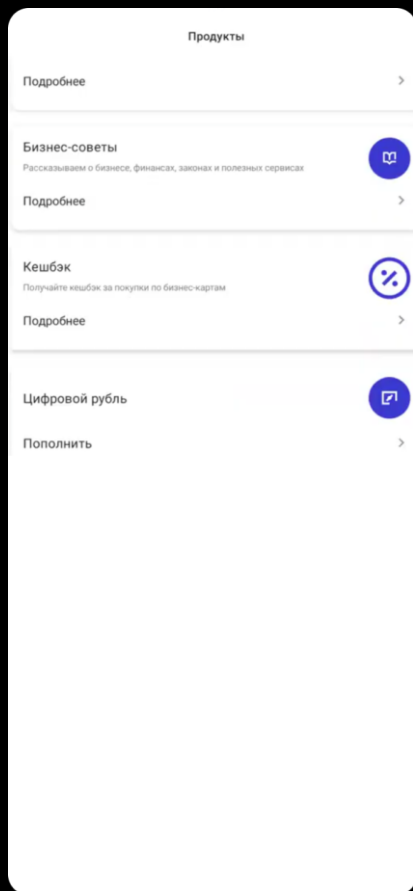 Продукты
Подробнее
Бизнес-советы
Рассказываем о бизнесе, финансах, законах и полезных сервисах
Подробнее
Кешбэк
Получайте кешбэк за покупки по бизнес-картам
Подробнее
Цифровой рубль
Пополнить